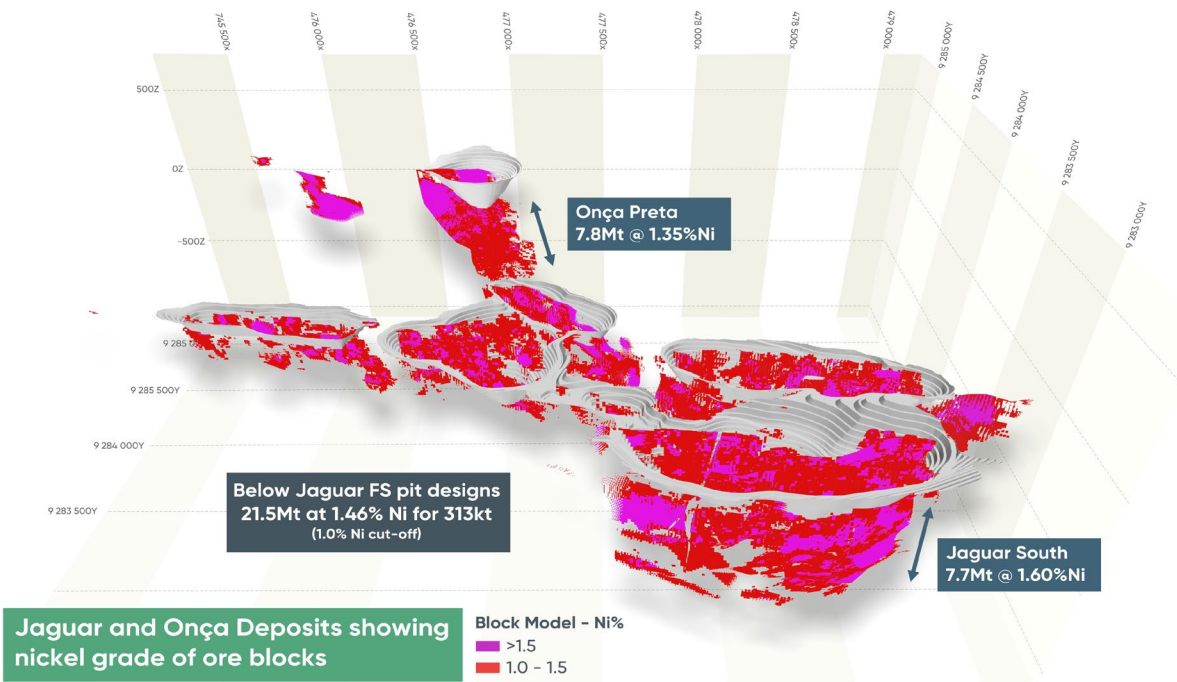 745 500x
476 000x
476 500x
477 000x
477 500x
478 000x
478 500x
479 000x
9 285 000Y
9 284 500Y
9 284 000Y
9 283 500Y
9 283 000Y
500Z
0Z
-500Z
Onça Preta
7.8Mt @ 1.35%Ni
9 285
9 285 500Y
9 284 000Y
9 283 500Y
Below Jaguar FS pit designs
21.5Mt at 1.46% Ni for 313kt
(1.0% Ni cut-off)
Jaguar South
7.7Mt @ 1.60%Ni
Jaguar and Onça Deposits showing
nickel grade of ore blocks
Block Model - Ni%
>1.5
1.0 - 1.5